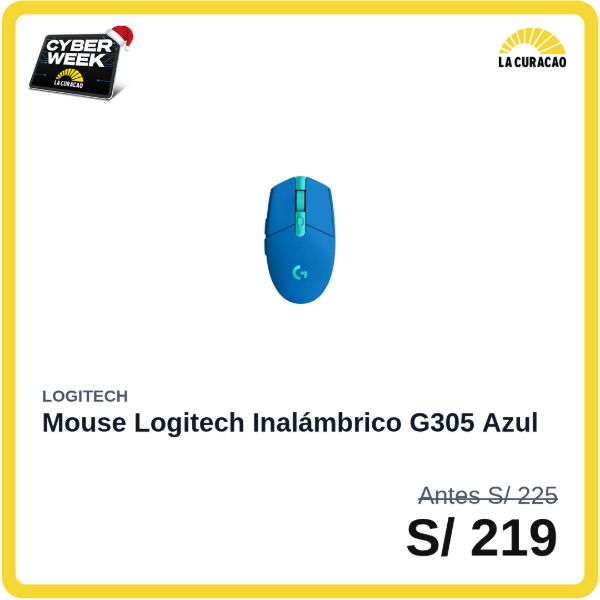 CYBER
WEEK
LA CURACAO
LA CURACAO
LOGITECH
Mouse Logitech Inalámbrico G305 Azul
Antes S/ 225
S/ 219